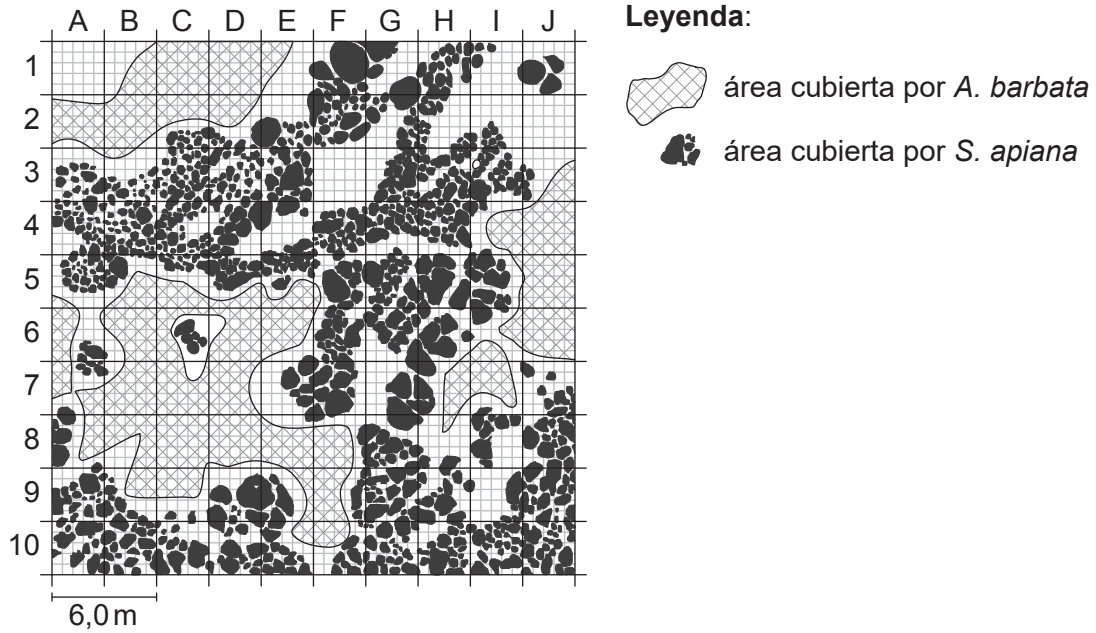 A B C D E F G H I J
Leyenda:
1
área cubierta por A. barbata
2
área cubierta por S. apiana
3
4
5
6
7
8
9
10
6,0 m